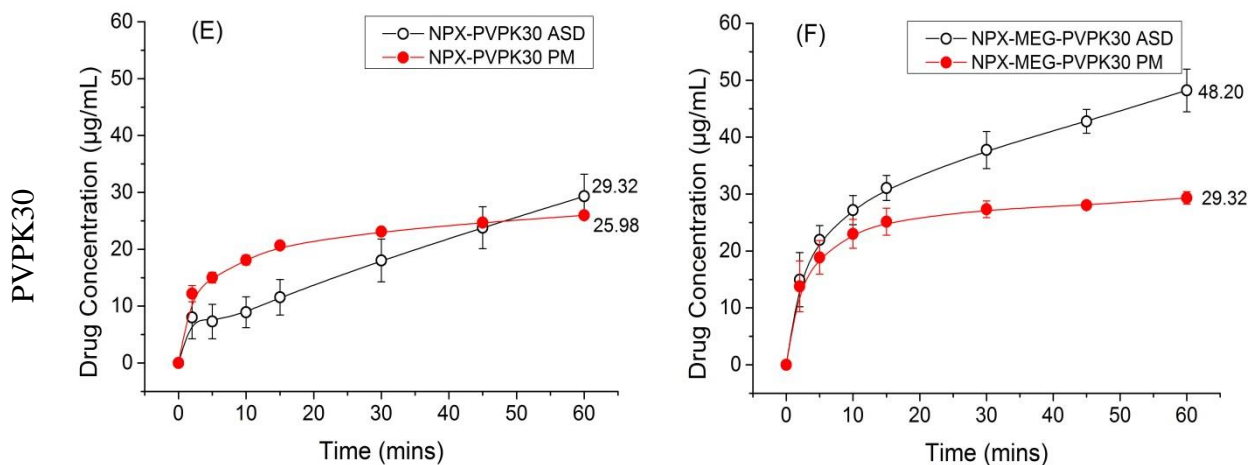 PVPK30
(E)
NPX-PVPK30 ASD
NPX-PVPK30 PM
Drug Concentration (µg/mL)
60
50
40
30
20
10
0
29.32
25.98
0 10 20 30 40 50 60
Time (mins)
(F)
NPX-MEG-PVPK30 ASD
NPX-MEG-PVPK30 PM
Drug Concentration (µg/mL)
60
50
40
30
20
10
0
48.20
29.32
0 10 20 30 40 50 60
Time (mins)